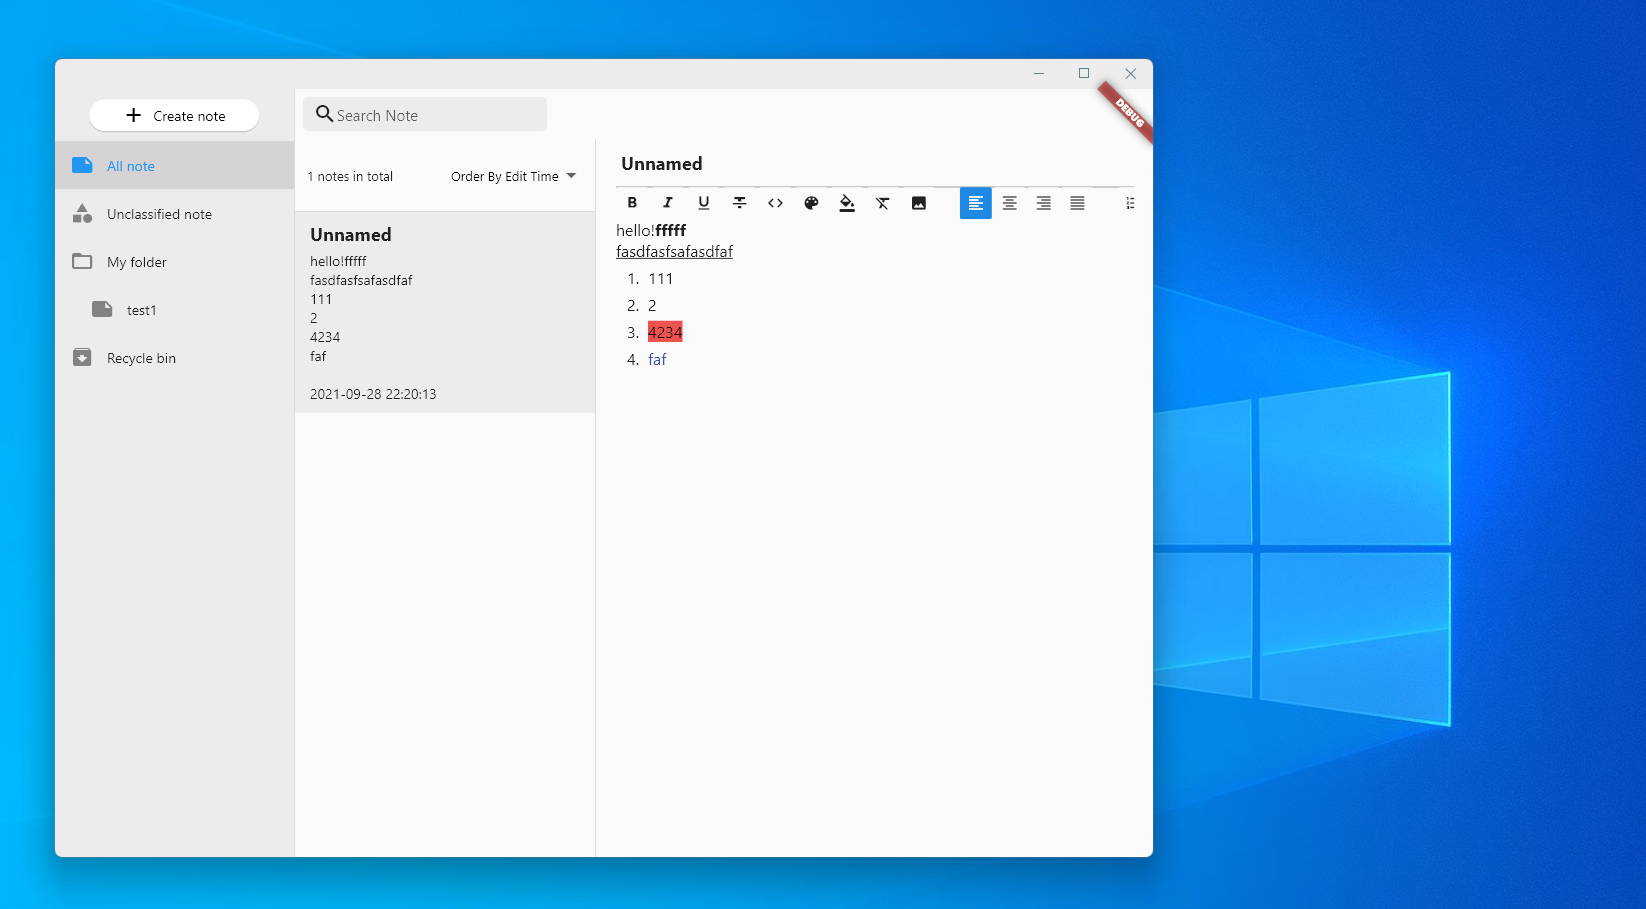 Create note
Search Note
DEBUG
All note
Unclassified note
My folder
test1
Recycle bin
1 notes in total
Order By Edit Time
Unnamed
hello!fffff
fasdfasfsafasdfaf
111
2
4234
faf
2021-09-28 22:20:13
Unnamed
B I U
hello!fffff
fasdfasfsafasdfaf
1. 111
2. 2
3. 4234
4. faf